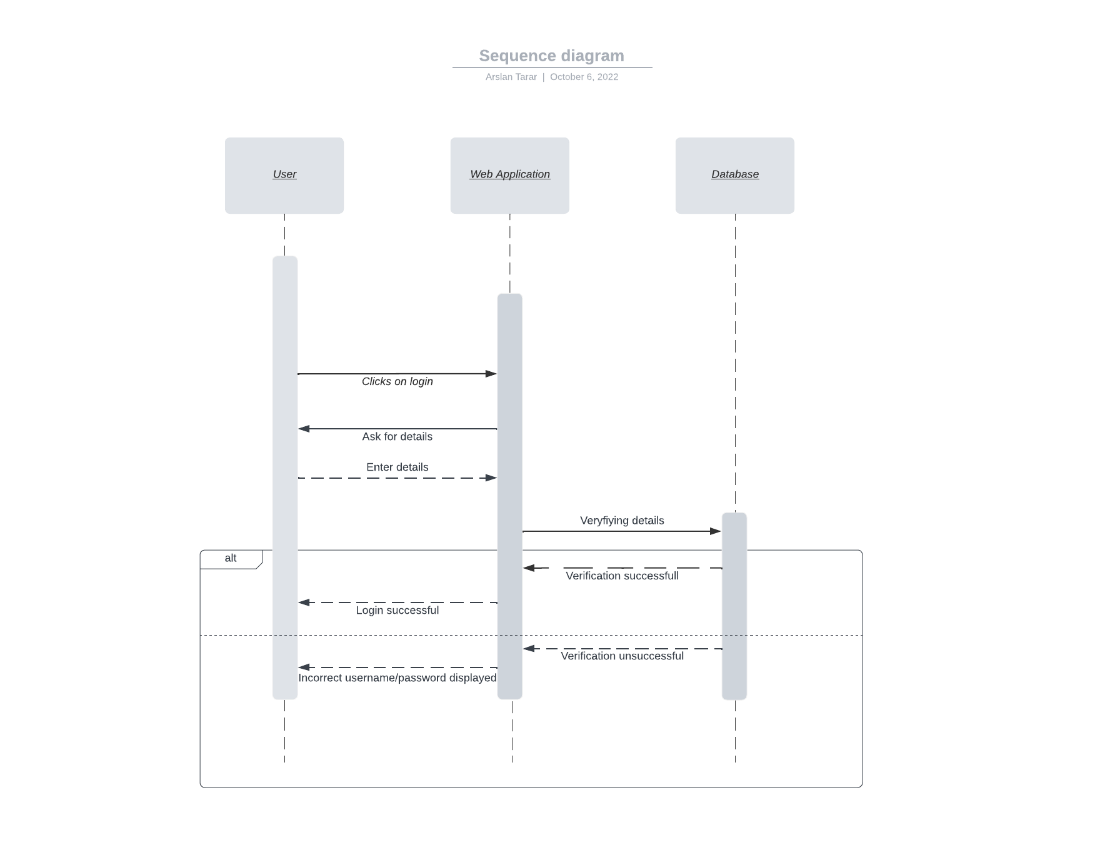 Sequence diagram
Arslan Tarar | October 6, 2022
User
Web Application
Database
Clicks on login
Ask for details
Enter details
Veryfiying details
alt
Verification successfull
Login successful
Verification unsuccessful
Incorrect username/password displayed